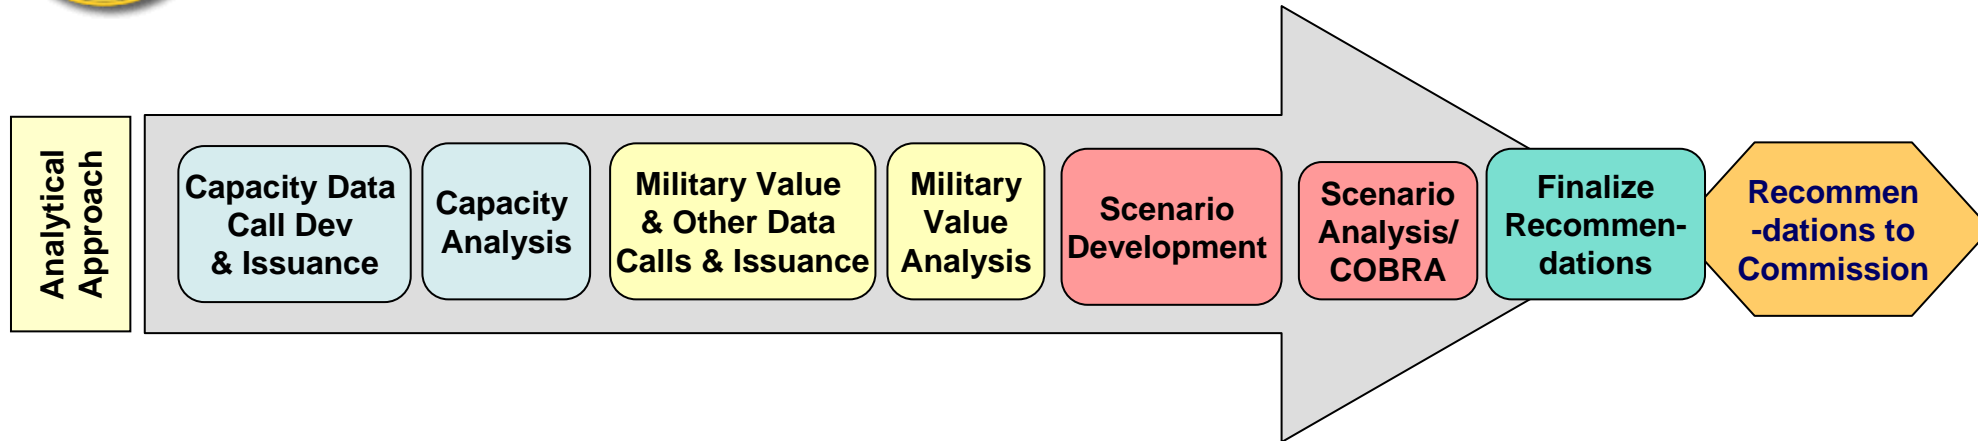 Analytical
Approach
Capacity Data
Call Dev
& Issuance
Capacity
Analysis
Military Value
& Other Data
Calls & Issuance
Military
Value
Analysis
Scenario
Development
Scenario
Analysis/
COBRA
Finalize
Recommen-
dations
Recommen
-dations to
Commission